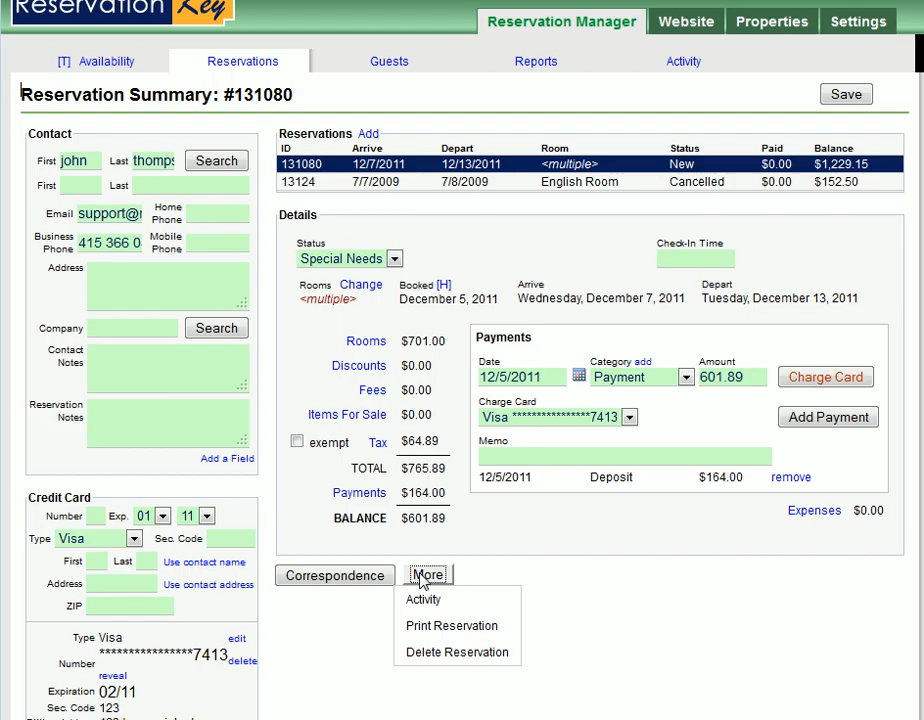 Reservation Key
Reservation Manager Website Properties Settings
[T] Availability Reservations Guests Reports Activity
Reservation Summary: #131080 Save
Contact
First john Last thomps Search
First Last
Email support@r Home Phone
Business Phone 415 366 0 Mobile Phone
Address
Company Search
Contact Notes
Reservation Notes
Add a Field
Credit Card
Number Exp. 01 11
Type Visa Sec. Code
First Last Use contact name
Address Use contact address
ZIP
Type Visa edit
Number ****************7413 delete
reveal
Expiration 02/11
Sec. Code 123
Reservations Add
ID Arrive Depart Room Status Paid Balance
131080 12/7/2011 12/13/2011 <multiple> New $0.00 $1,229.15
13124 7/7/2009 7/8/2009 English Room Cancelled $0.00 $152.50
Details
Status
Special Needs
Check-In Time
Rooms Change Booked [H] Arrive Depart
<multiple> December 5, 2011 Wednesday, December 7, 2011 Tuesday, December 13, 2011
Rooms $701.00
Discounts $0.00
Fees $0.00
Items For Sale $0.00
exempt Tax $64.89
TOTAL $765.89
Payments $164.00
BALANCE $601.89
Payments
Date Category add Amount
12/5/2011 Payment 601.89 Charge Card
Charge Card
Visa ****************7413 Add Payment
Memo
12/5/2011 Deposit $164.00 remove
Expenses $0.00
Correspondence More
Activity
Print Reservation
Delete Reservation